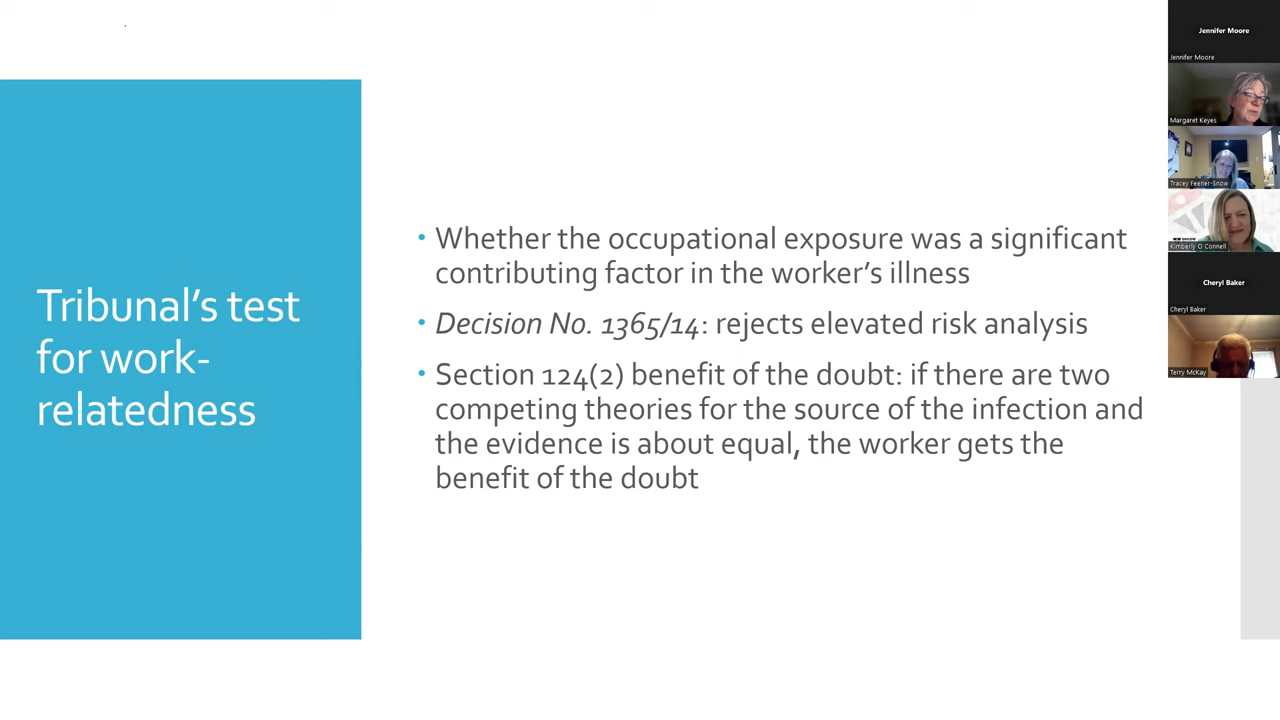 Tribunal's test
for work-
relatedness
• Whether the occupational exposure was a significant
contributing factor in the worker's illness
• Decision No. 1365/14: rejects elevated risk analysis
• Section 124(2) benefit of the doubt: if there are two
competing theories for the source of the infection and
the evidence is about equal, the worker gets the
benefit of the doubt
Jennifer Moore
Jennifer Moore
Margaret Keyes
Tracey Feener-Snow
Kimberly O Connell
Cheryl Baker
Cheryl Baker
Terry McKay